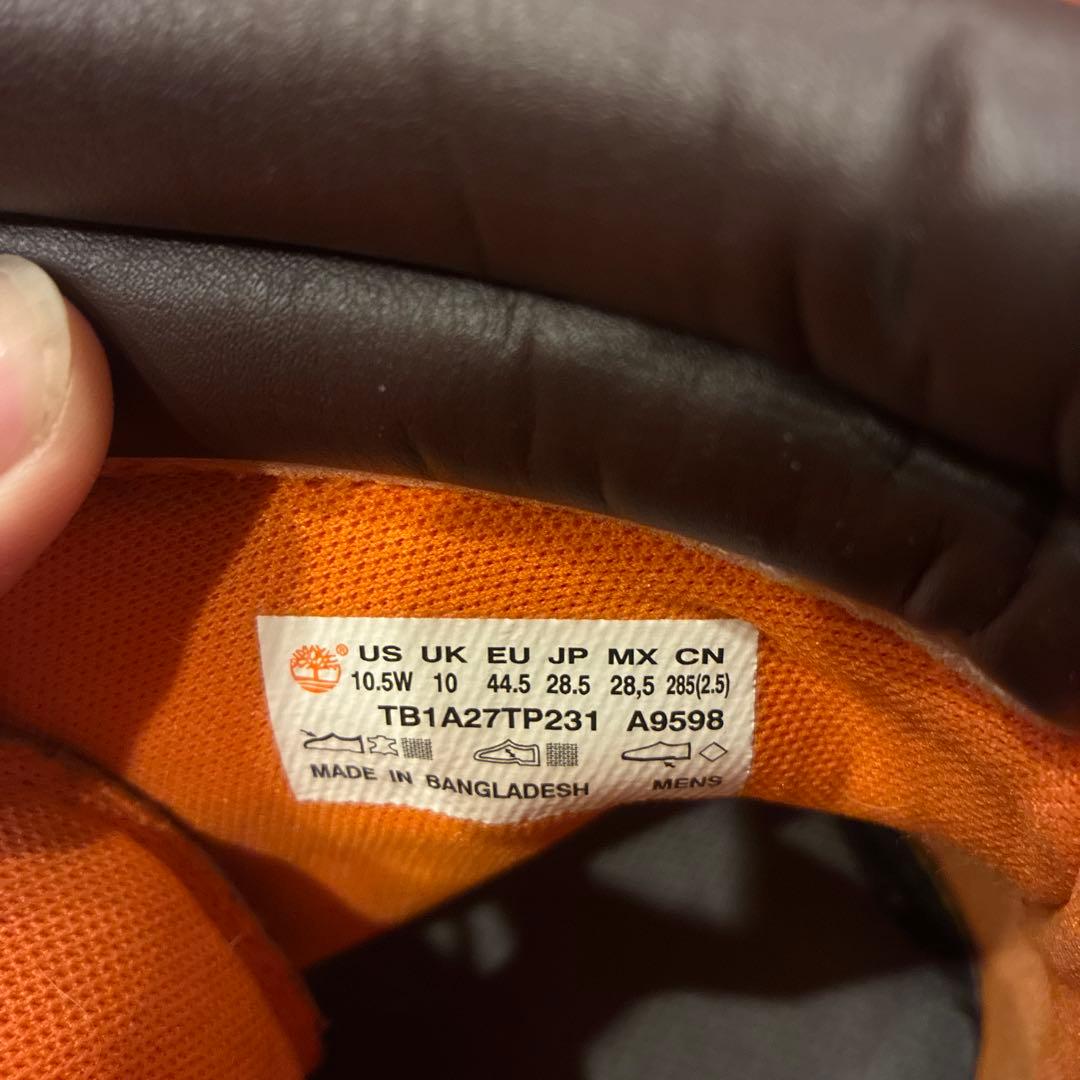 ® US UK EU JP MX CN
10.5W 10 44.5 28.5 28,5 285(2.5)
TB1A27TP231 A9598
MADE IN BANGLADESH MENS